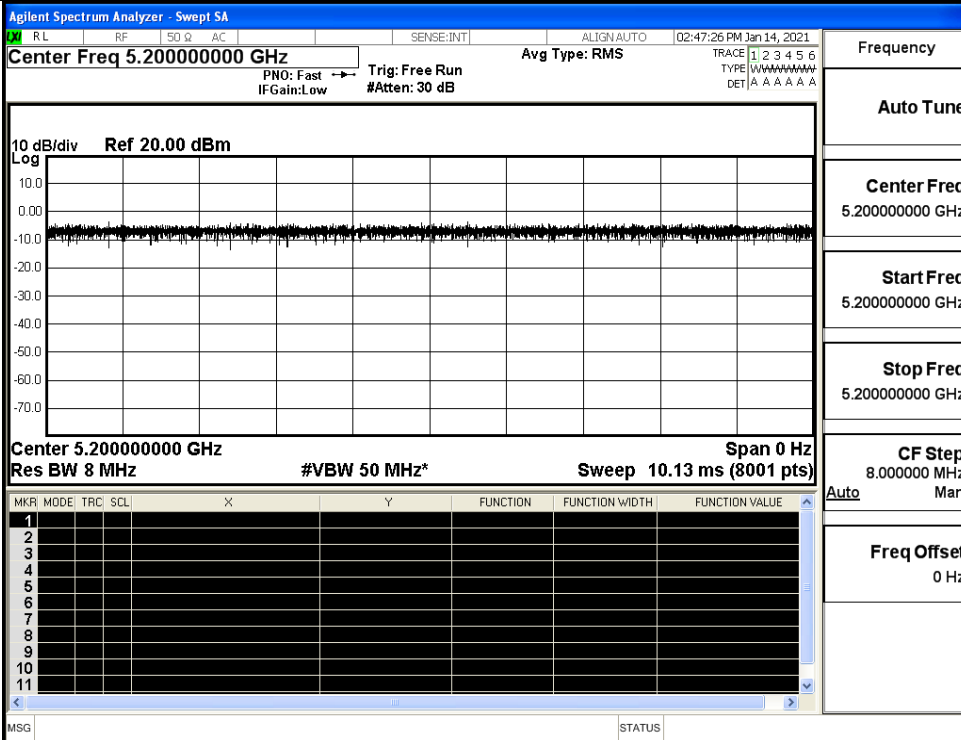 Agilent Spectrum Analyzer - Swept SA
LXI RL RF 50 Ω AC SENSE:INT ALIGN AUTO 02:47:26 PM Jan 14, 2021
Center Freq 5.200000000 GHz
PNO: Fast
IFGain:Low
Trig: Free Run
#Atten: 30 dB
Avg Type: RMS
TRACE 1 2 3 4 5 6
TYPE WWWWWW
DET A A A A A A
10 dB/div Ref 20.00 dBm
Log
10.0
0.00
-10.0
-20.0
-30.0
-40.0
-50.0
-60.0
-70.0
Center 5.200000000 GHz Span 0 Hz
Res BW 8 MHz #VBW 50 MHz* Sweep 10.13 ms (8001 pts)
MKR MODE TRC SCL X Y FUNCTION FUNCTION WIDTH FUNCTION VALUE
1
2
3
4
5
6
7
8
9
10
11
MSG STATUS
Frequency
Auto Tune
Center Freq
5.200000000 GHz
Start Freq
5.200000000 GHz
Stop Freq
5.200000000 GHz
CF Step
8.000000 MHz
Auto Man
Freq Offset
0 Hz